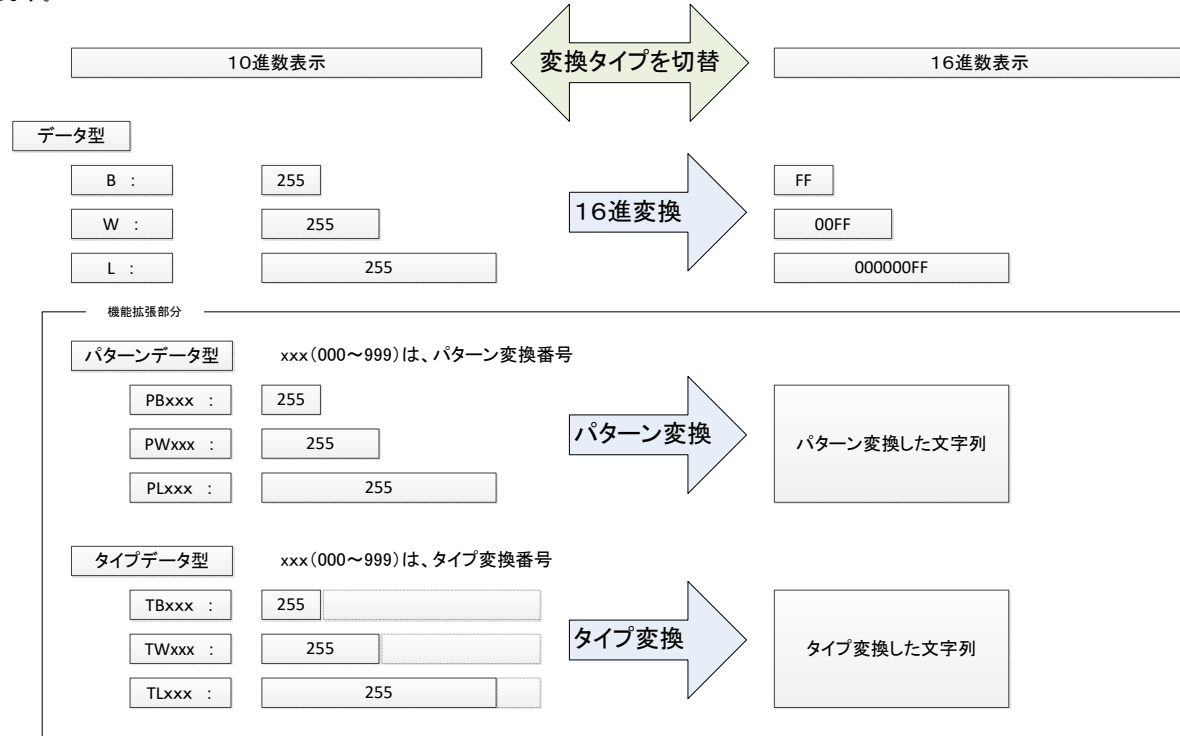 ます。
10進数表示 変換タイプを切替 16進数表示
データ型
B : 255 FF
W : 255 16進変換 00FF
L : 255 000000FF
機能拡張部分
パターンデータ型 xxx(000～999)は、パターン変換番号
PBxxx : 255
PWxxx : 255 パターン変換 パターン変換した文字列
PLxxx : 255
タイプデータ型 xxx(000～999)は、タイプ変換番号
TBxxx : 255
TWxxx : 255 タイプ変換 タイプ変換した文字列
TLxxx : 255